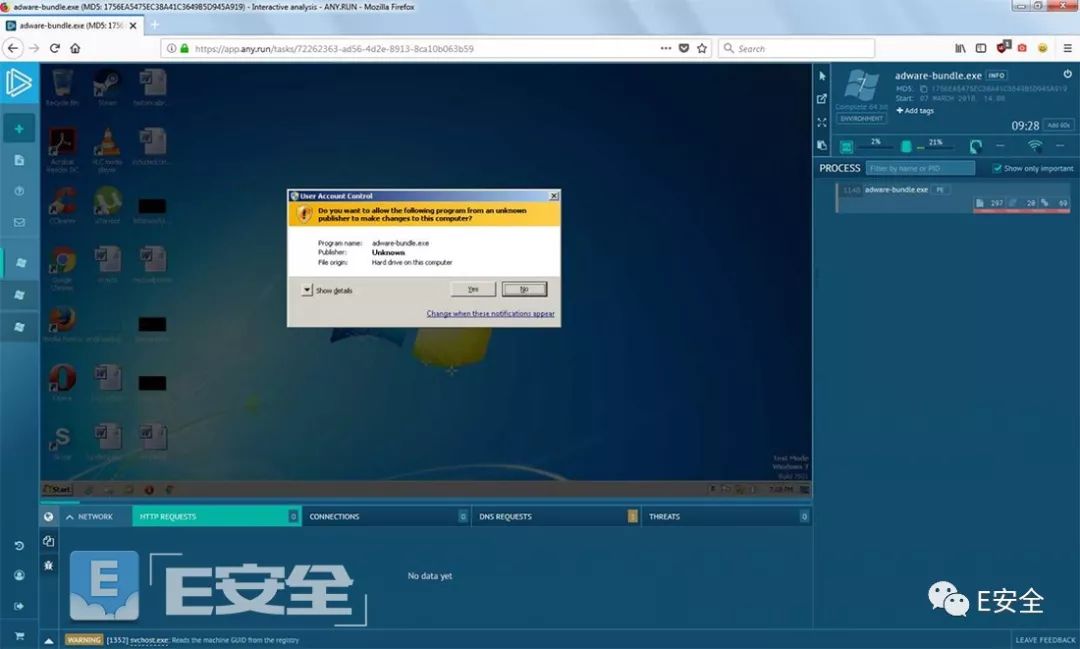 adware-bundle.exe (MD5: 1756EA5475EC38A41C3649B5D945A919) - Interactive analysis - ANY.RUN - Mozilla Firefox
adware-bundle.exe (MD5: 1756
https://app.any.run/tasks/72262363-ad56-4d2e-8913-8ca10b063b59
Search
adware-bundle.exe INFO
MD5: 1756EA5475EC38A41C3649B5D945A919
Start: 07 MARCH 2018, 14:08
Add tags
Complete 64 bit
ENVIRONMENT
09:28 Add 60s
2% 21%
PROCESS Filter by name or PID Show only important
1148 adware-bundle.exe PE
297 28 69
Recycle Bin Steam
Acrobat Reader DC VLC media player
CCleaner uTorrent
Google Chrome
Opera
Skype
User Account Control
Do you want to allow the following program from an unknown
publisher to make changes to this computer?
Program name: adware-bundle.exe
Publisher: Unknown
File origin: Hard drive on this computer
Show details Yes No
Change when these notifications appear
Test Mode
Windows 7
Build 7601
Start
NETWORK HTTP REQUESTS 0 CONNECTIONS 0 DNS REQUESTS 1 THREATS 0
No data yet
E E安全
E安全
WARNING [1352] svchost.exe: Reads the machine GUID from the registry
LEAVE FEEDBACK